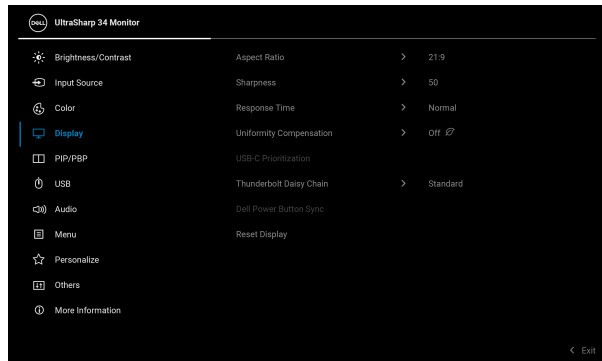 DELL UltraSharp 34 Monitor
Brightness/Contrast Aspect Ratio > 21:9
Input Source Sharpness > 50
Color Response Time > Normal
Display Uniformity Compensation > Off
PIP/PBP USB-C Prioritization
USB Thunderbolt Daisy Chain > Standard
Audio Dell Power Button Sync
Menu Reset Display
Personalize
Others
More Information
< Exit